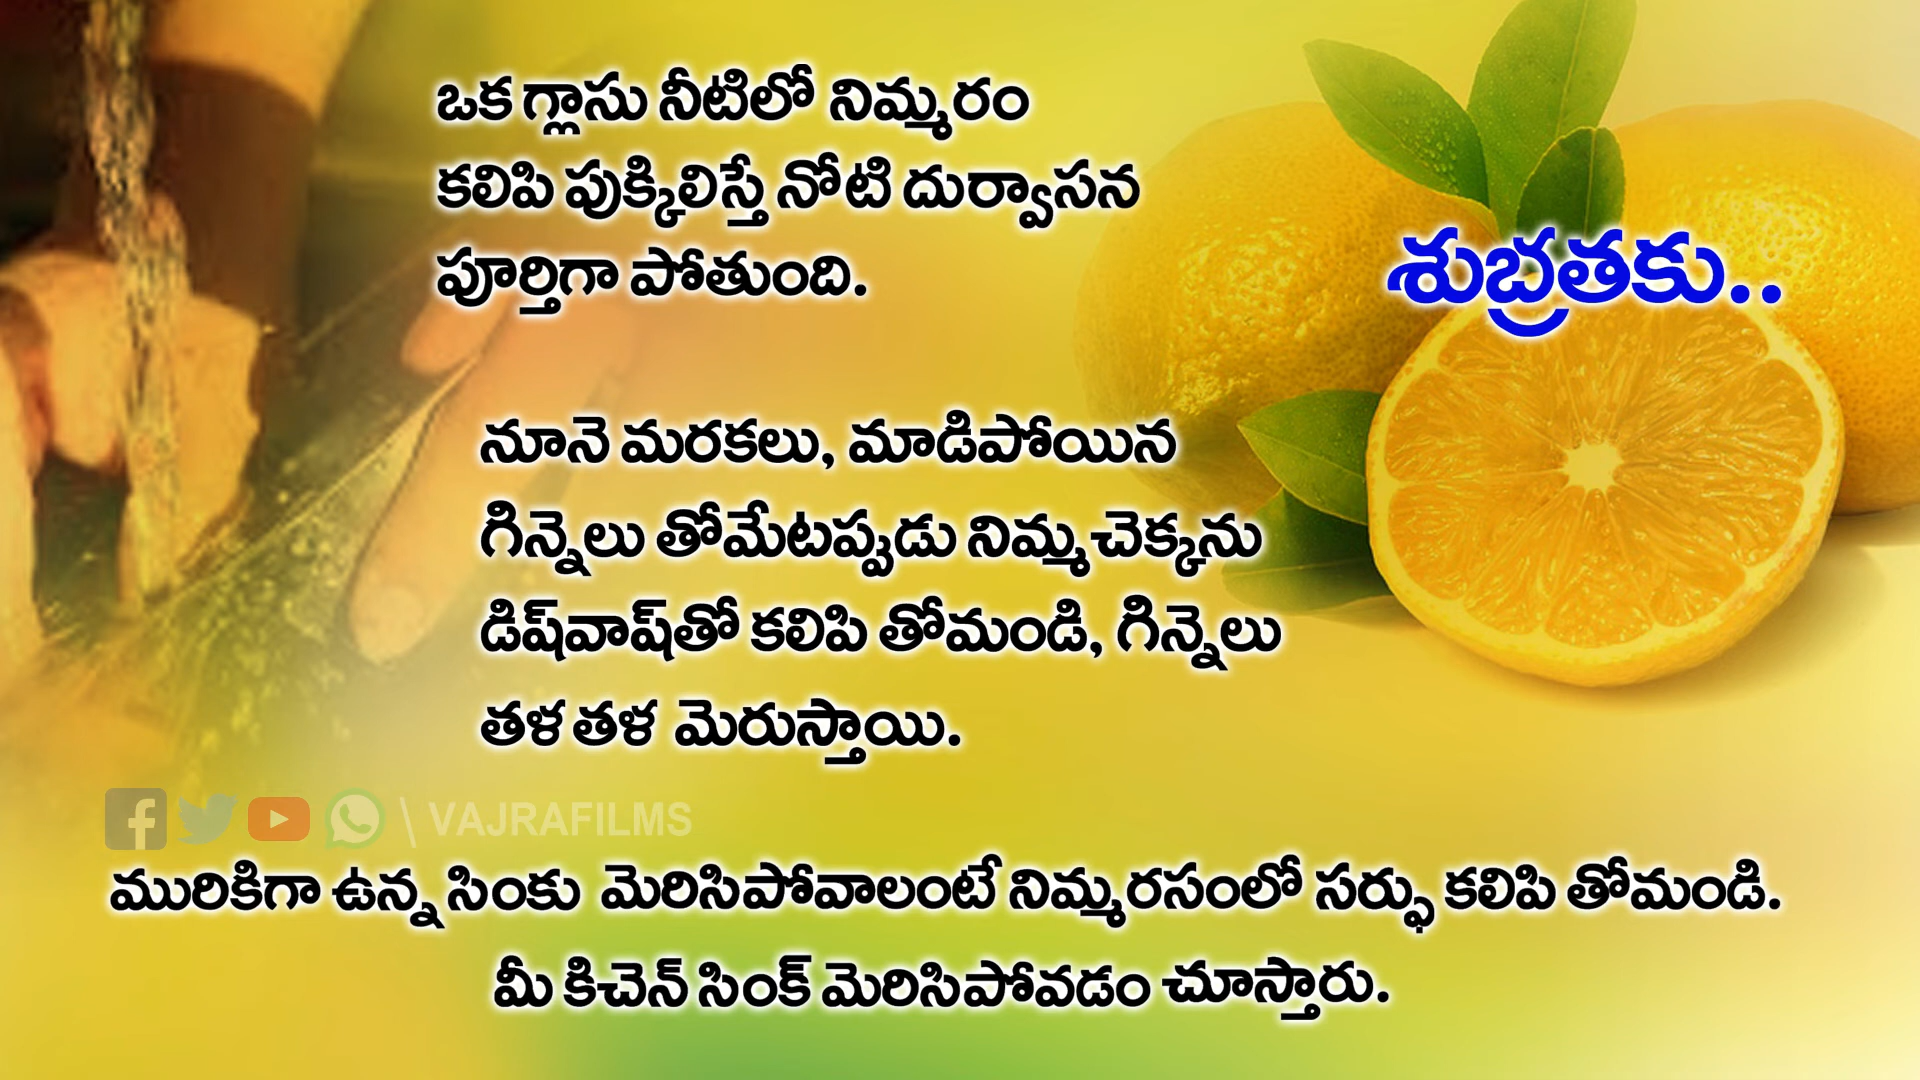 ఒక గ్లాసు నీటిలో నిమ్మరం
కలిపి పుక్కిలిస్తే నోటి దుర్వాసన
పూర్తిగా పోతుంది.
శుబ్రతకు..
నూనె మరకలు, మాడిపోయిన
గిన్నెలు తోమేటప్పుడు నిమ్మచెక్కను
డిష్‌వాష్‌తో కలిపి తోమండి, గిన్నెలు
తళ తళ మెరుస్తాయి.
\ VAJRAFILMS
మురికిగా ఉన్న సింకు మెరిసిపోవాలంటే నిమ్మరసంలో సర్ఫు కలిపి తోమండి.
మీ కిచెన్ సింక్ మెరిసిపోవడం చూస్తారు.